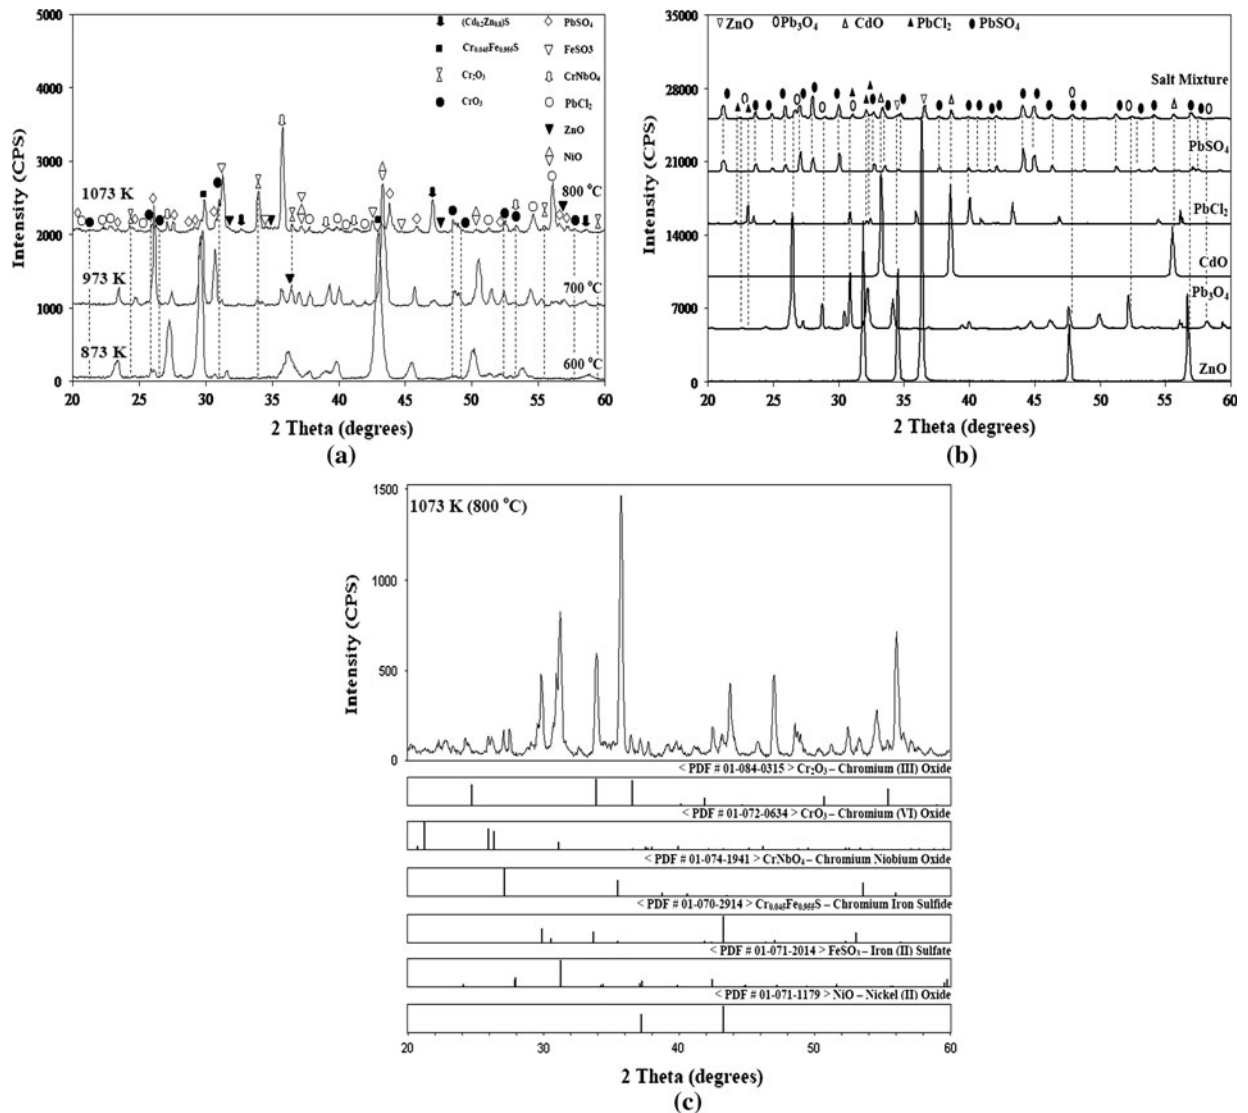 5000
4000
3000
2000
1000
0
Intensity (CPS)
(Cd0.2Zn0.8)S
PbSO4
Cr0.045Fe0.955S
FeSO3
Cr2O3
CrNbO4
CrO3
PbCl2
ZnO
NiO
1073 K
800 °C
973 K
700 °C
873 K
600 °C
20 25 30 35 40 45 50 55 60
2 Theta (degrees)
(a)
35000
28000
21000
14000
7000
0
Intensity (CPS)
ZnO Pb3O4 CdO PbCl2 PbSO4
Salt Mixture
PbSO4
PbCl2
CdO
Pb3O4
ZnO
20 25 30 35 40 45 50 55 60
2 Theta (degrees)
(b)
1500
1000
500
0
Intensity (CPS)
1073 K (800 °C)
< PDF # 01-084-0315 > Cr2O3 – Chromium (III) Oxide
< PDF # 01-072-0634 > CrO3 – Chromium (VI) Oxide
< PDF # 01-074-1941 > CrNbO4 – Chromium Niobium Oxide
< PDF # 01-070-2914 > Cr0.045Fe0.955S – Chromium Iron Sulfide
< PDF # 01-071-2014 > FeSO3 – Iron (II) Sulfate
< PDF # 01-071-1179 > NiO – Nickel (II) Oxide
20 30 40 50 60
2 Theta (degrees)
(c)